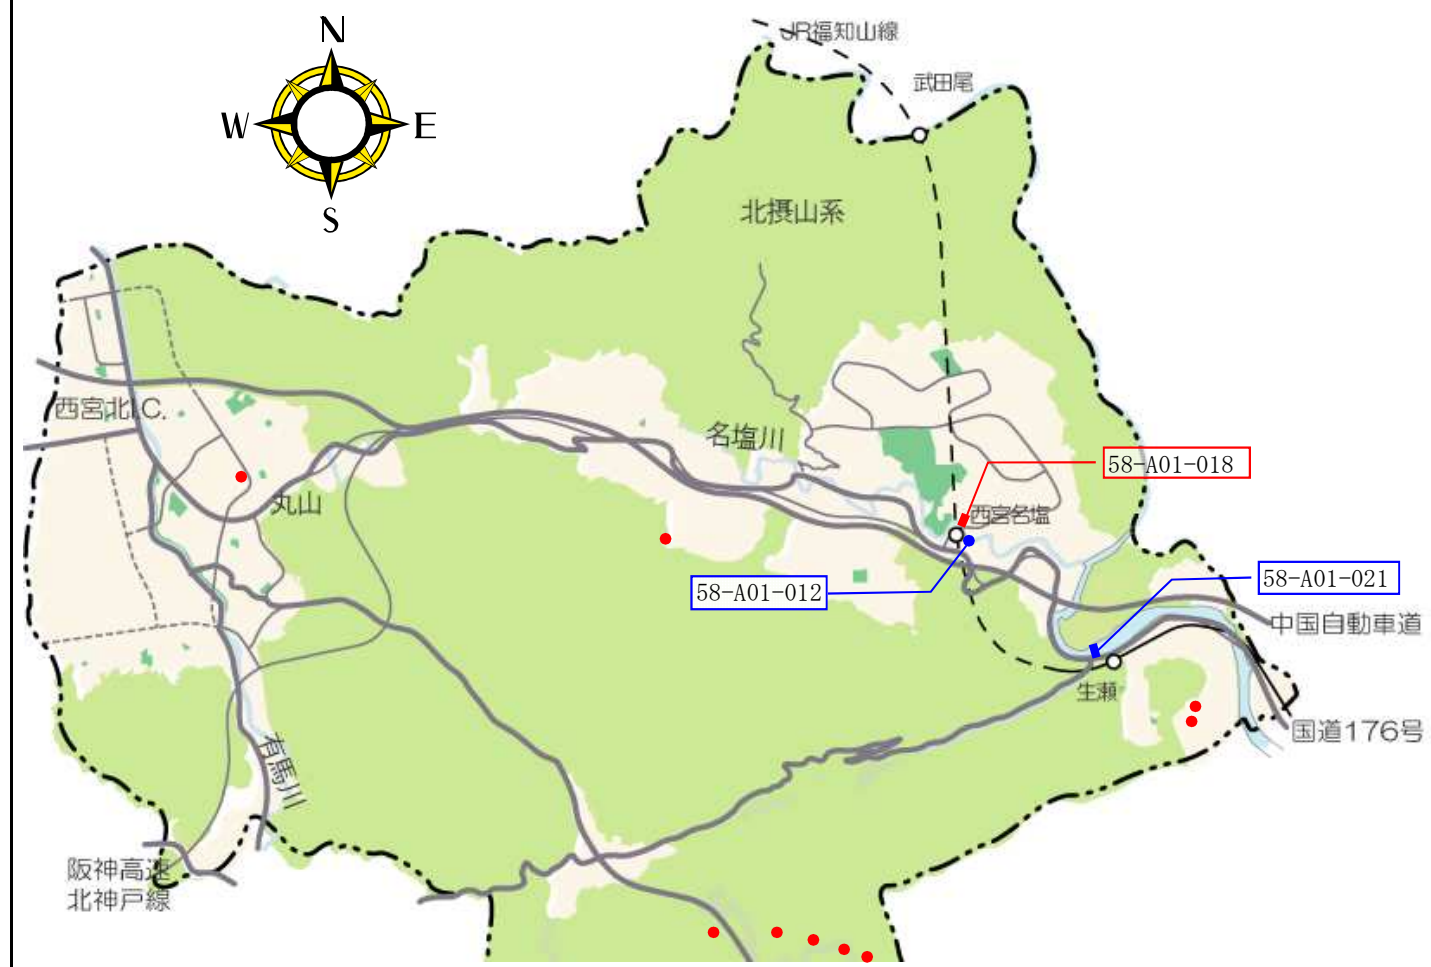 N
JR福知山線
武田尾
W
E
S
北摂山系
西宮北I.C.
名塩川
58-A01-018
丸山
西宮名塩
58-A01-012
58-A01-021
中国自動車道
生瀬
国道176号
有馬川
阪神高速
北神戸線